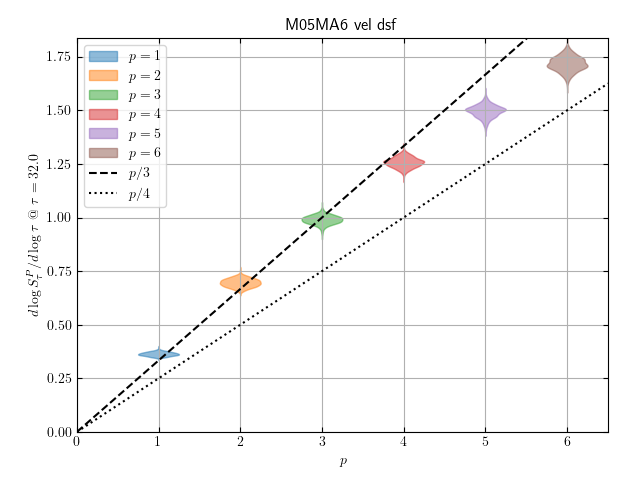 M05MA6 vel dsf
d log S_τ^P / d log τ @ τ = 32.0
1.75
1.50
1.25
1.00
0.75
0.50
0.25
0.00
p = 1
p = 2
p = 3
p = 4
p = 5
p = 6
p/3
p/4
0 1 2 3 4 5 6
p